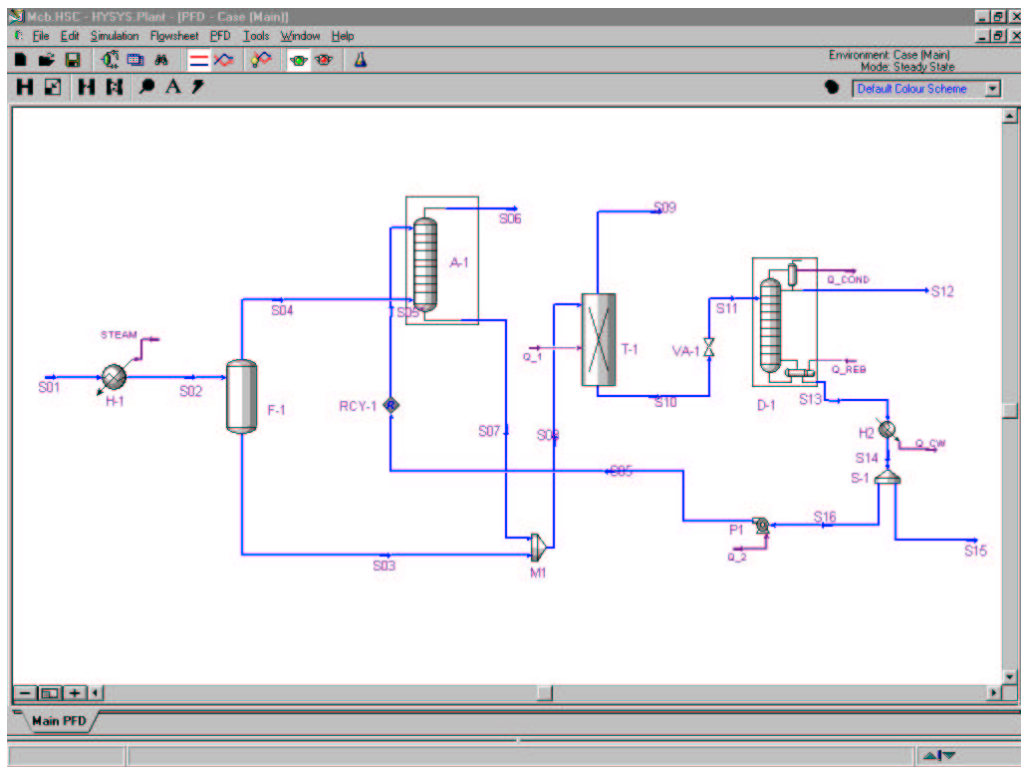 Mcb.HSC - HYSYS.Plant - [PFD - Case (Main)]
File Edit Simulation Flowsheet PFD Tools Window Help
Environment: Case (Main)
Mode: Steady State
Default Colour Scheme
S06
S09
A-1
Q_COND
S04
S11
S12
STEAM
T-1
VA-1
Q_1
Q_REB
S01
S02
H-1
F-1
RCY-1
R
S10
D-1
S13
S07
H2
Q_CW
S14
S05
S-1
S16
P1
Q_2
S03
M1
S15
Main PFD